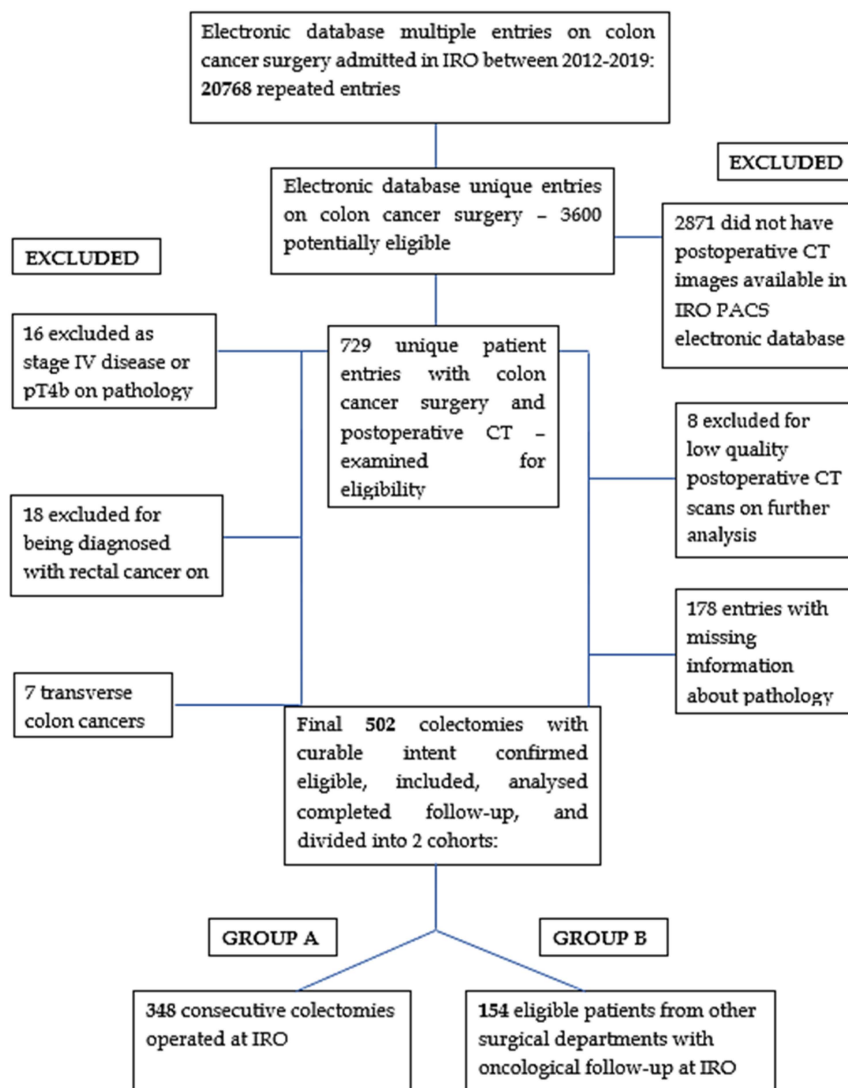 Electronic database multiple entries on colon
cancer surgery admitted in IRO between 2012-2019:
20768 repeated entries
Electronic database unique entries
on colon cancer surgery – 3600
potentially eligible
EXCLUDED
2871 did not have
postoperative CT
images available in
IRO PACS
electronic database
EXCLUDED
16 excluded as
stage IV disease or
pT4b on pathology
729 unique patient
entries with colon
cancer surgery and
postoperative CT –
examined for
eligibility
8 excluded for
low quality
postoperative CT
scans on further
analysis
18 excluded for
being diagnosed
with rectal cancer on
178 entries with
missing
information
about pathology
7 transverse
colon cancers
Final 502 colectomies with
curable intent confirmed
eligible, included, analysed
completed follow-up, and
divided into 2 cohorts:
GROUP A
GROUP B
348 consecutive colectomies
operated at IRO
154 eligible patients from other
surgical departments with
oncological follow-up at IRO